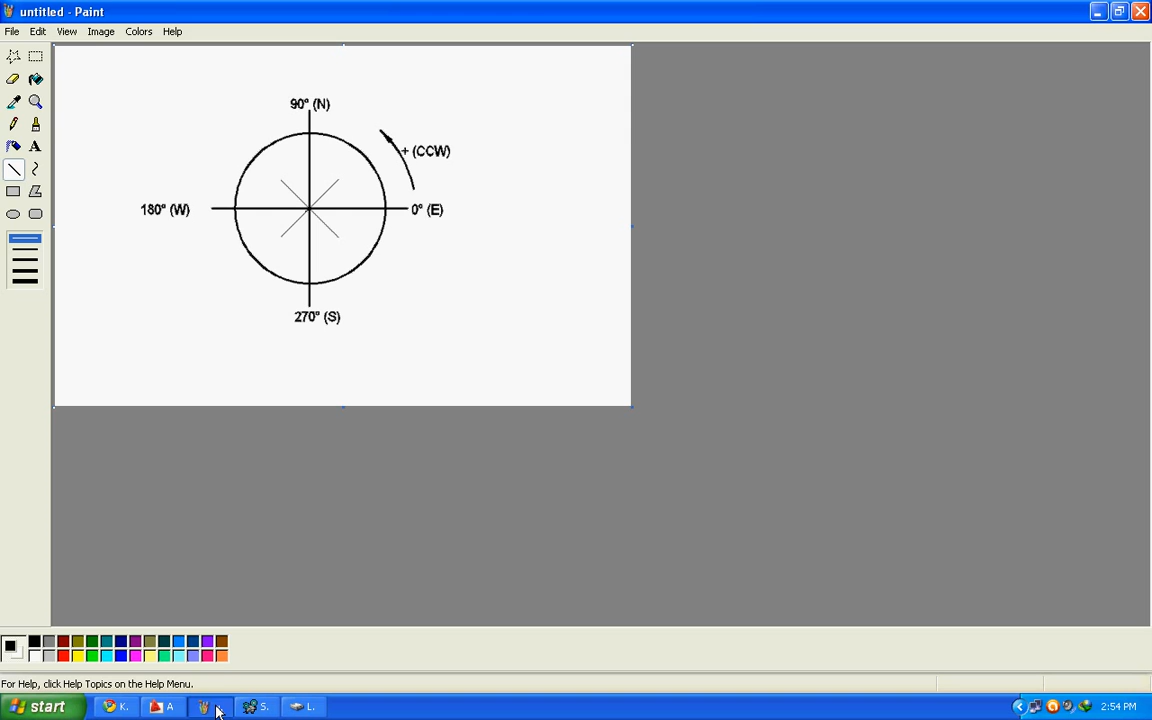 untitled - Paint
File Edit View Image Colors Help
90° (N)
+ (CCW)
180° (W)
0° (E)
270° (S)
For Help, click Help Topics on the Help Menu.
start K. A S. L. 2:54 PM